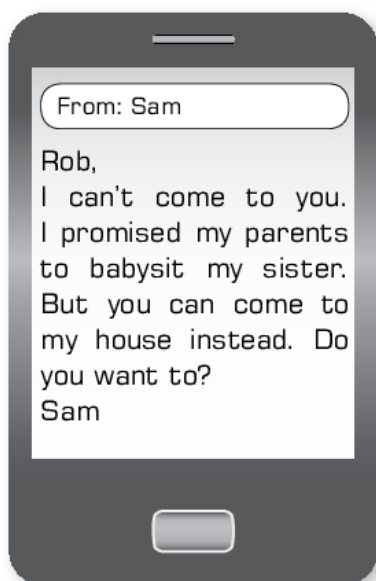 From: Sam
Rob,
I can't come to you.
I promised my parents
to babysit my sister.
But you can come to
my house instead. Do
you want to?
Sam